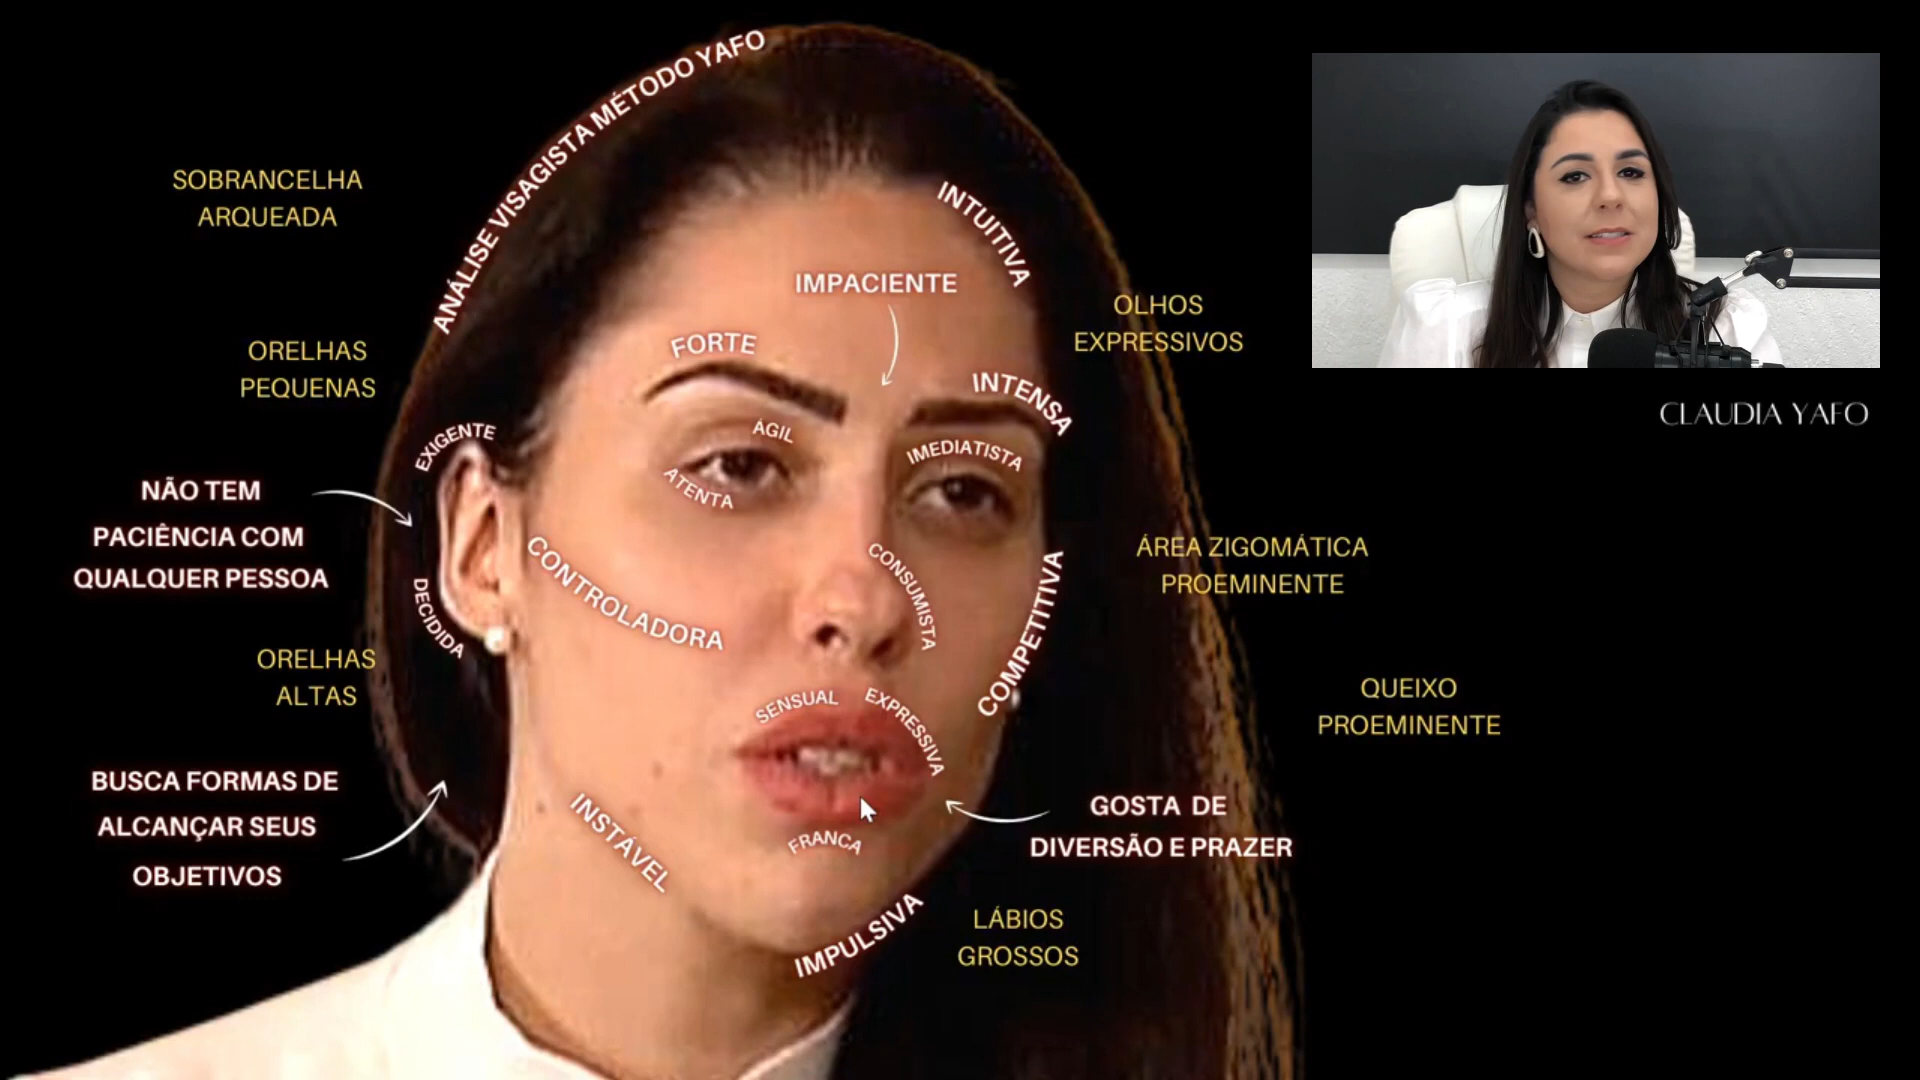 ANÁLISE VISAGISTA MÉTODO YAFO
SOBRANCELHA
ARQUEADA
INTUITIVA
IMPACIENTE
OLHOS
EXPRESSIVOS
ORELHAS
PEQUENAS
FORTE
INTENSA
CLAUDIA YAFO
EXIGENTE
ÁGIL
IMEDIATISTA
ATENTA
NÃO TEM
PACIÊNCIA COM
QUALQUER PESSOA
CONTROLADORA
CONSUMISTA
COMPETITIVA
ÁREA ZIGOMÁTICA
PROEMINENTE
DECIDIDA
ORELHAS
ALTAS
SENSUAL
EXPRESSIVA
QUEIXO
PROEMINENTE
BUSCA FORMAS DE
ALCANÇAR SEUS
OBJETIVOS
INSTÁVEL
FRANCA
GOSTA DE
DIVERSÃO E PRAZER
IMPULSIVA
LÁBIOS
GROSSOS